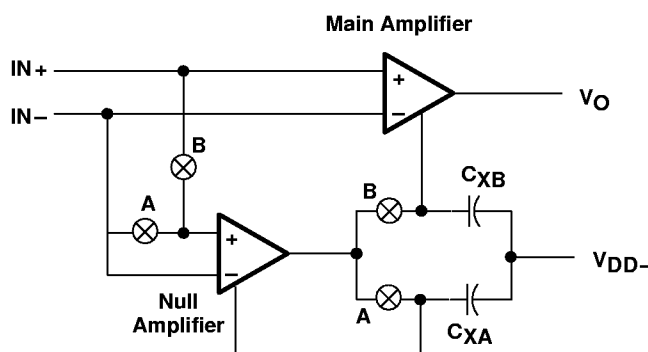 Main Amplifier
IN+
+
IN−
−
VO
B
A
B
CXB
+
−
VDD−
Null
Amplifier
A
CXA